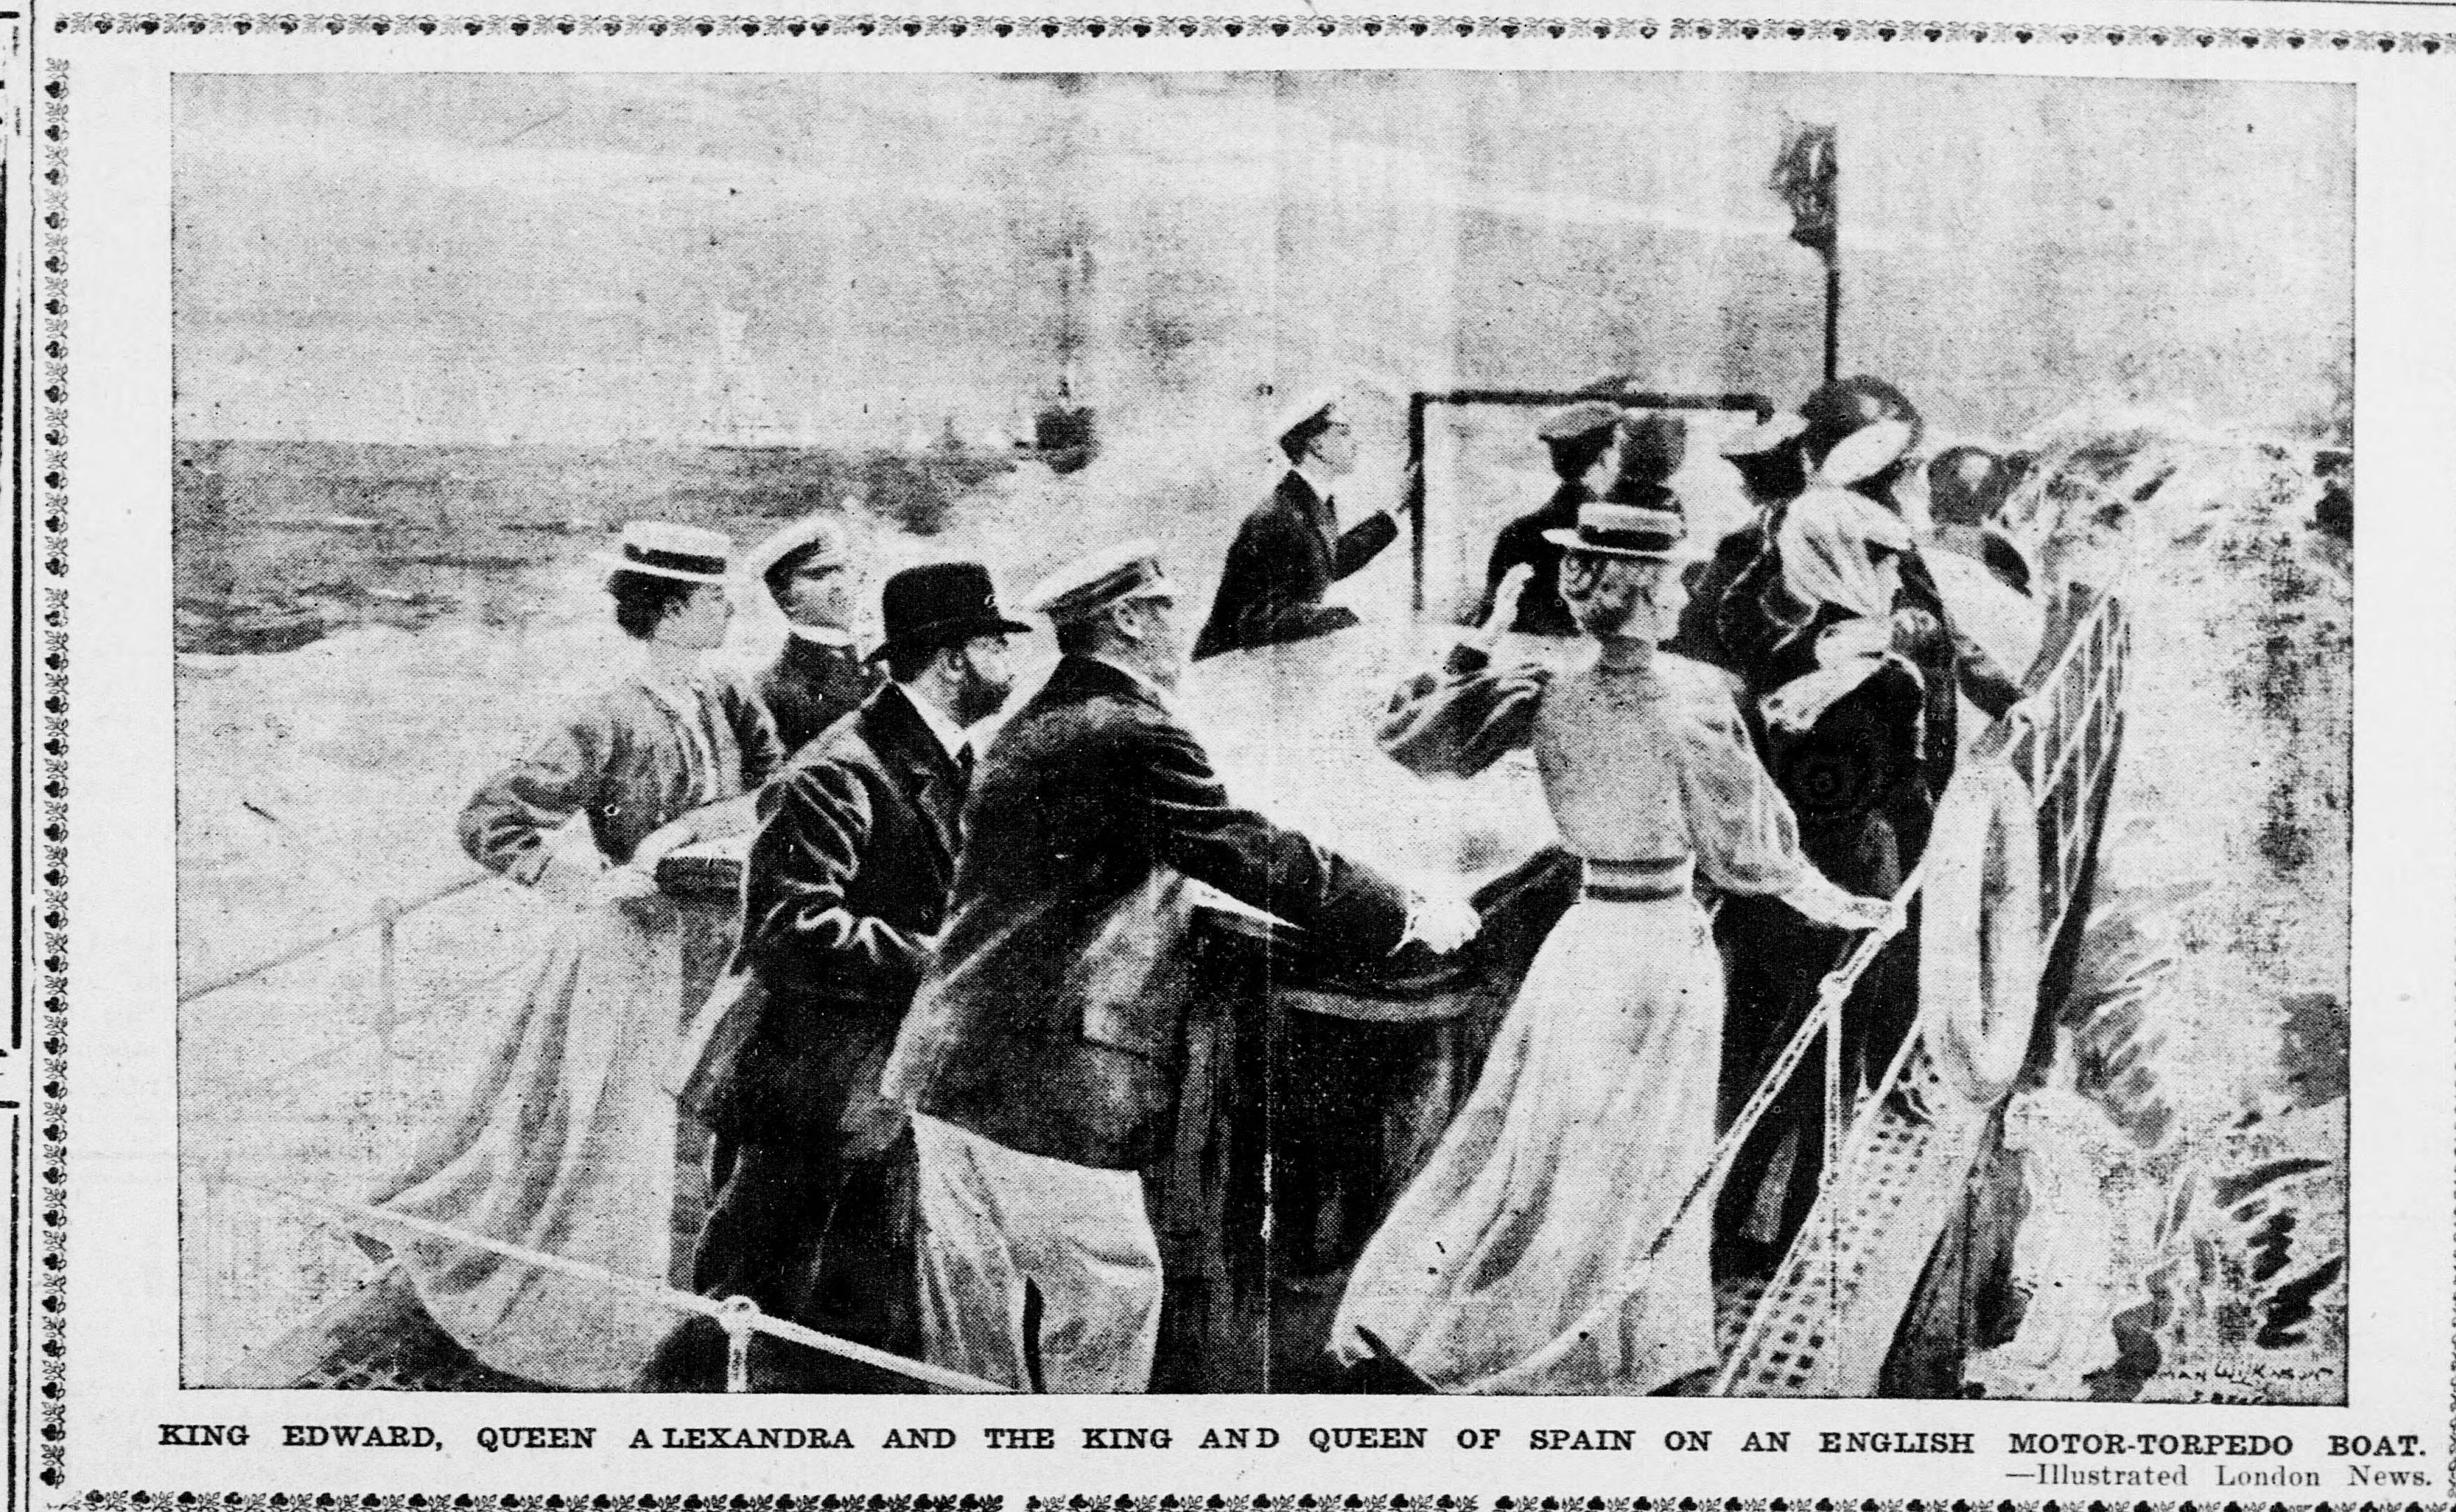 KING EDWARD, QUEEN ALEXANDRA AND THE KING AND QUEEN OF SPAIN ON AN ENGLISH MOTOR-TORPEDO BOAT.
—Illustrated London News.